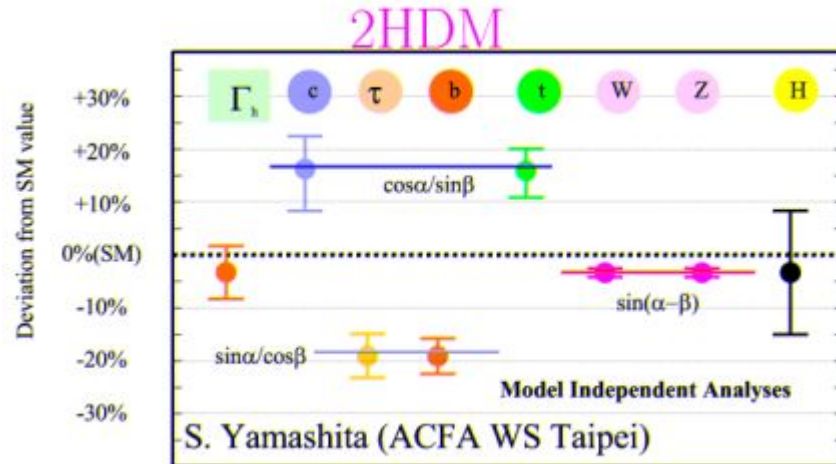 2HDM
Deviation from SM value
+30%
+20%
+10%
0%(SM)
-10%
-20%
-30%
Γh c τ b t W Z H
cosα/sinβ
sin(α−β)
sinα/cosβ
Model Independent Analyses
S. Yamashita (ACFA WS Taipei)